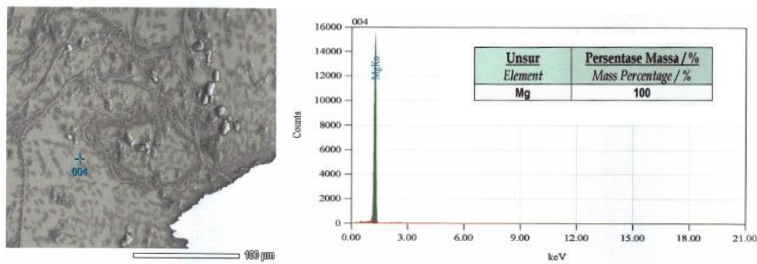 004
100 µm
004
16000
14000
12000
10000
8000
6000
4000
2000
0
Counts
MgKa
0.00 3.00 6.00 9.00 12.00 15.00 18.00 21.00
keV
Unsur Persentase Massa / %
Element Mass Percentage / %
Mg 100